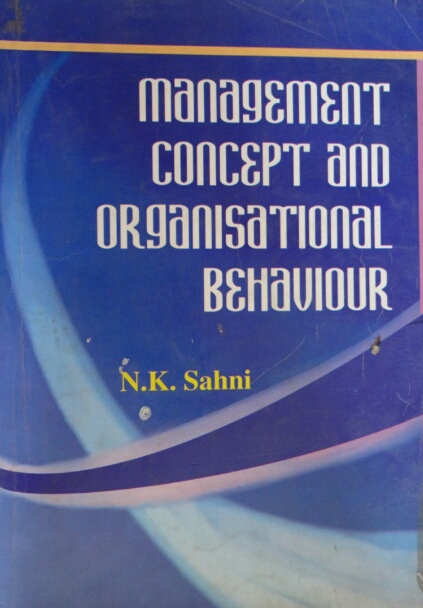 MANAGEMENT
CONCEPT AND
ORGANISATIONAL
BEHAVIOUR
N.K. Sahni